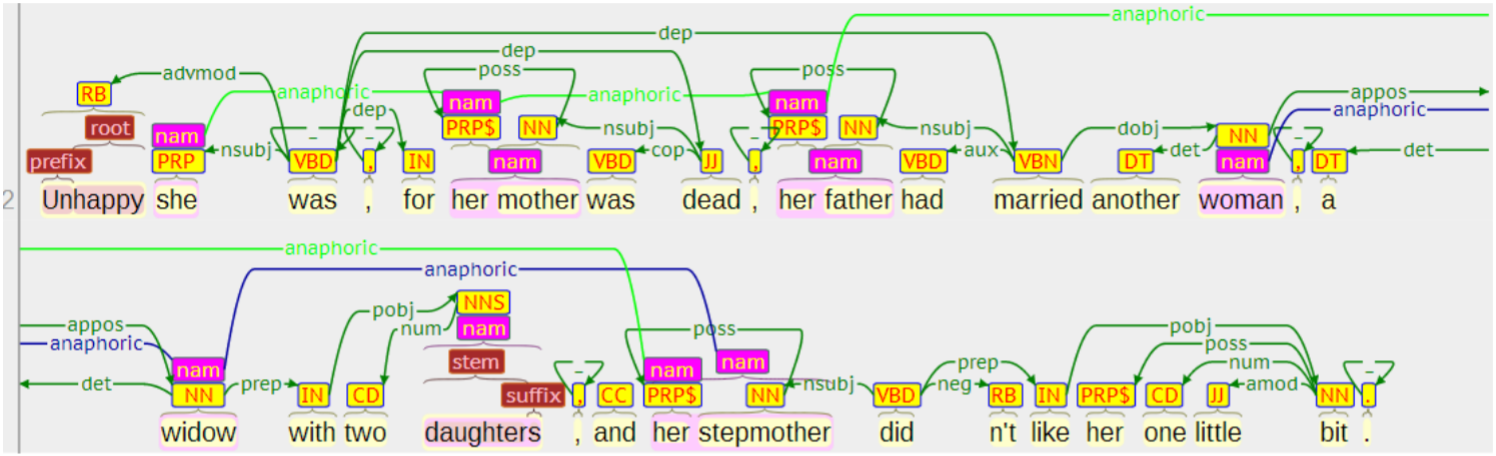 anaphoric
dep
dep
advmod poss poss
RB anaphoric nam anaphoric nam appos
root nam dep PRP$ NN nsubj PRP$ NN nsubj dobj NN anaphoric
prefix PRP nsubj VBD , IN nam VBD cop JJ , nam VBD aux VBN DT det nam , DT det
2 Unhappy she was , for her mother was dead , her father had married another woman , a
anaphoric
anaphoric
pobj NNS pobj
appos num nam poss poss
anaphoric nam stem nam nam prep num
det NN prep IN CD suffix , CC PRP$ NN nsubj VBD neg RB IN PRP$ CD JJ amod NN .
widow with two daughters , and her stepmother did n't like her one little bit .